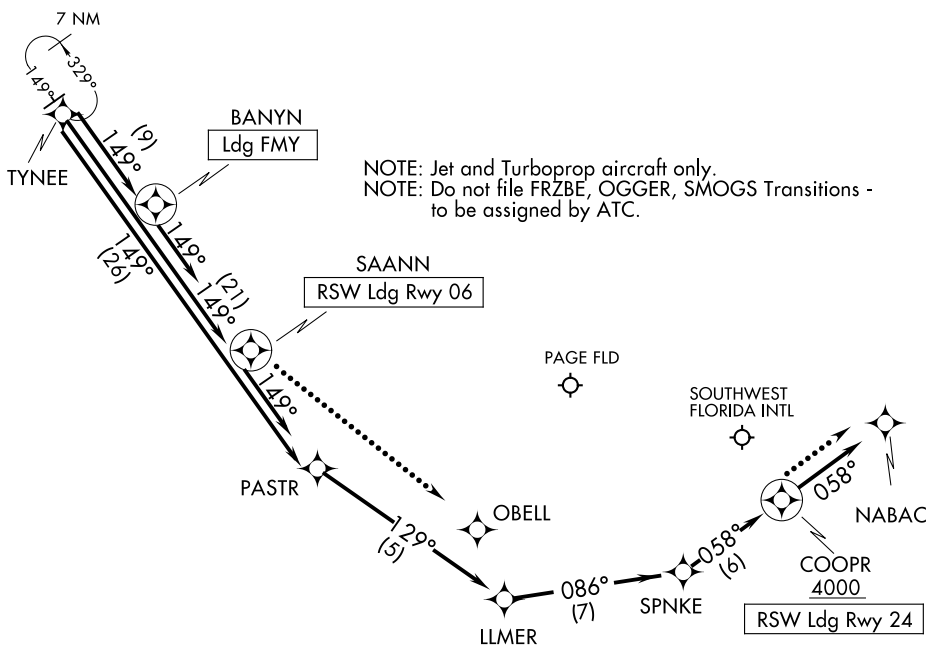 7 NM
329°
149°
TYNEE
(9)
149°
BANYN
Ldg FMY
NOTE: Jet and Turboprop aircraft only.
NOTE: Do not file FRZBE, OGGER, SMOGS Transitions -
to be assigned by ATC.
149°
(26)
149°
(21)
149°
SAANN
RSW Ldg Rwy 06
149°
PAGE FLD
SOUTHWEST
FLORIDA INTL
PASTR
129°
(5)
OBELL
LLMER
086°
(7)
SPNKE
058°
(6)
058°
NABAC
COOPR
4000
RSW Ldg Rwy 24